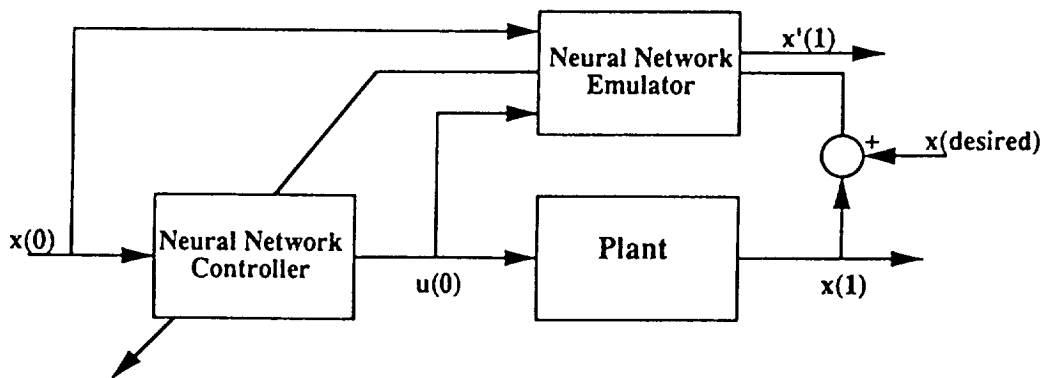 x'(1)
Neural Network
Emulator
+
x(desired)
x(0)
Neural Network
Controller
u(0)
Plant
x(1)